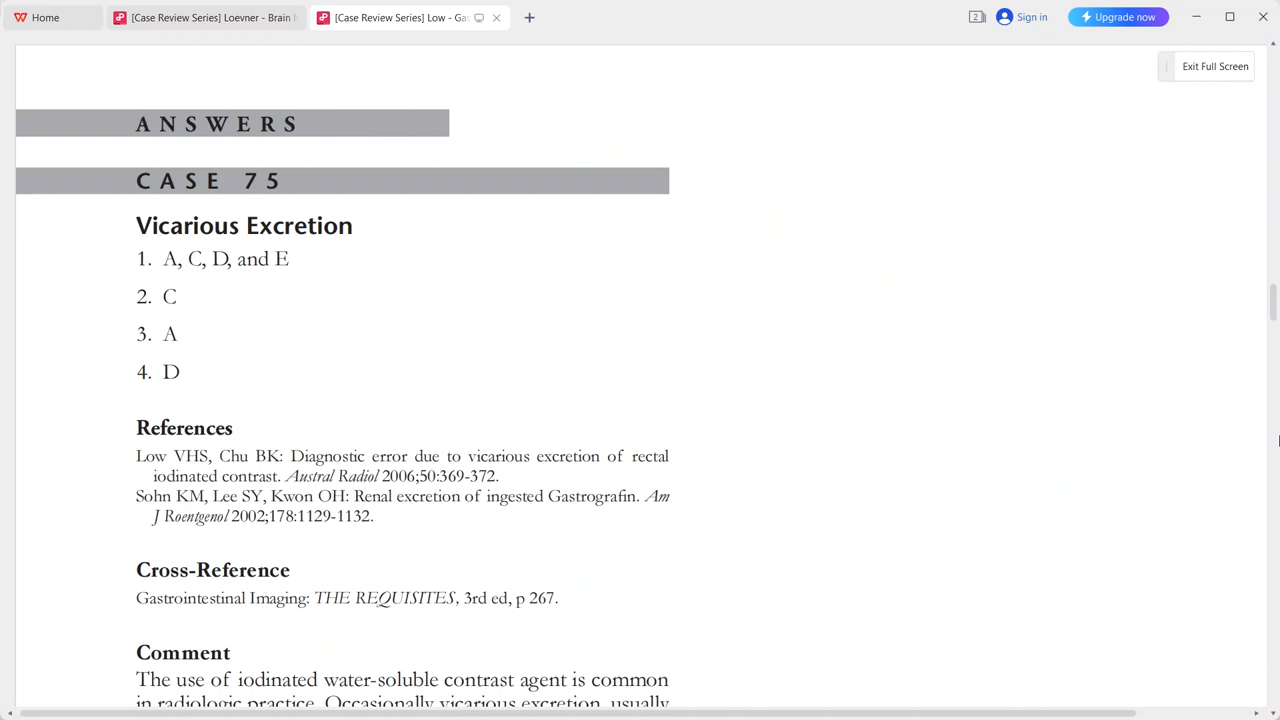 Home
[Case Review Series] Loevner - Brain I
[Case Review Series] Low - Gas
2
Sign in
Upgrade now
Exit Full Screen
ANSWERS
CASE 75
Vicarious Excretion
1. A, C, D, and E
2. C
3. A
4. D
References
Low VHS, Chu BK: Diagnostic error due to vicarious excretion of rectal
iodinated contrast. Austral Radiol 2006;50:369-372.
Sohn KM, Lee SY, Kwon OH: Renal excretion of ingested Gastrografin. Am
J Roentgenol 2002;178:1129-1132.
Cross-Reference
Gastrointestinal Imaging: THE REQUISITES, 3rd ed, p 267.
Comment
The use of iodinated water-soluble contrast agent is common
in radiologic practice. Occasionally vicarious excretion, usually